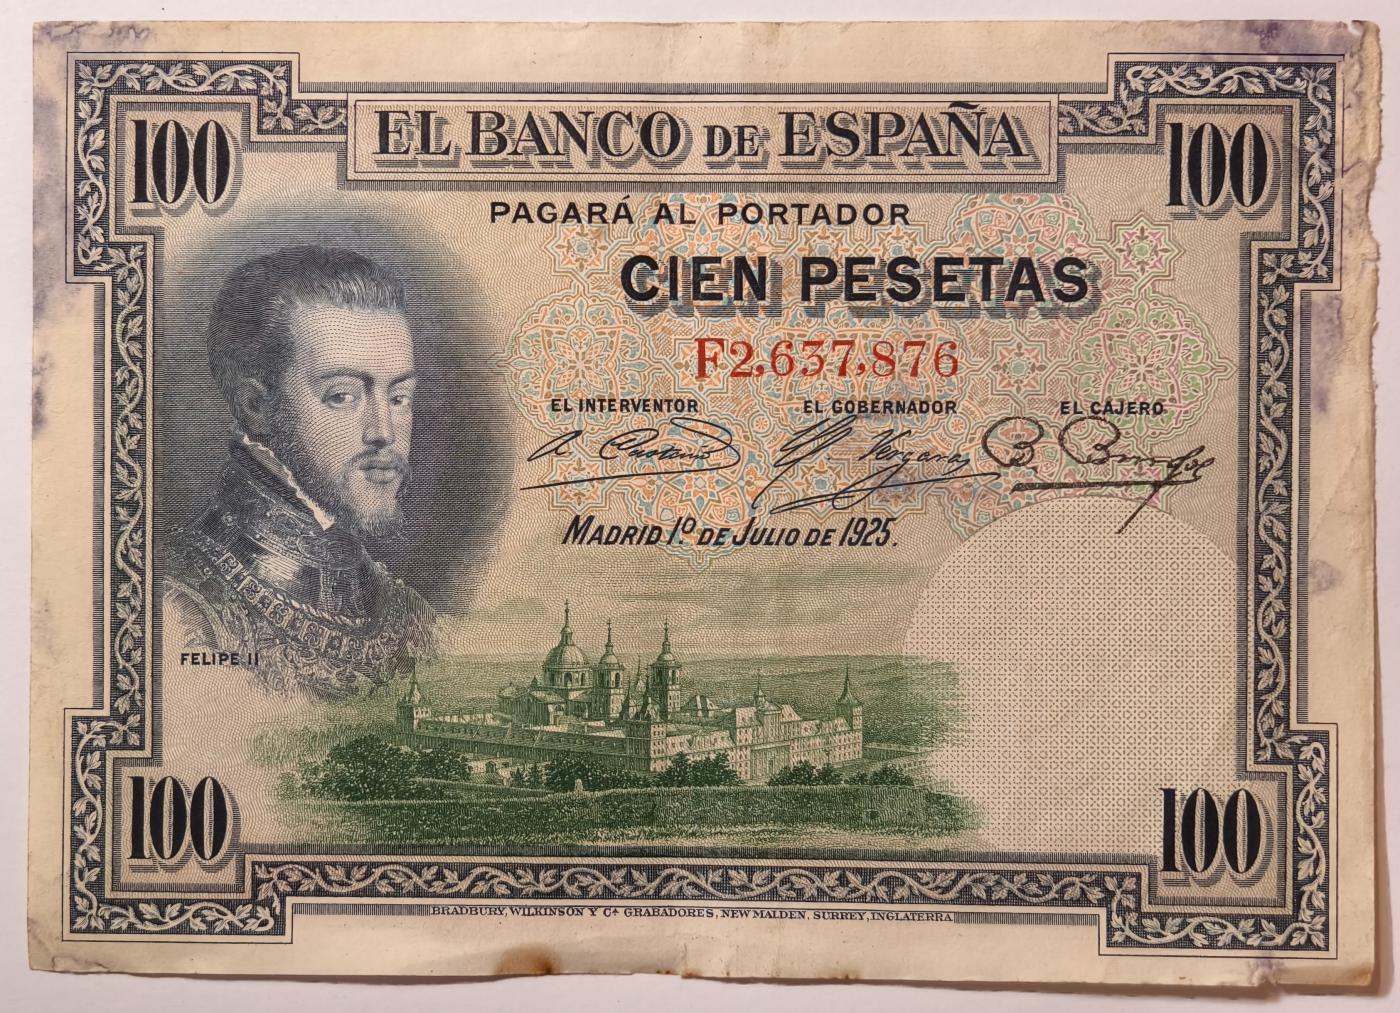 EL BANCO DE ESPAÑA
100 100
PAGARÁ AL PORTADOR
CIEN PESETAS
F2,637,876
EL INTERVENTOR EL GOBERNADOR EL CAJERO
MADRID 1º DE JULIO DE 1925.
FELIPE II
100 100
BRADBURY, WILKINSON Y Cª GRABADORES, NEW MALDEN, SURREY, INGLATERRA